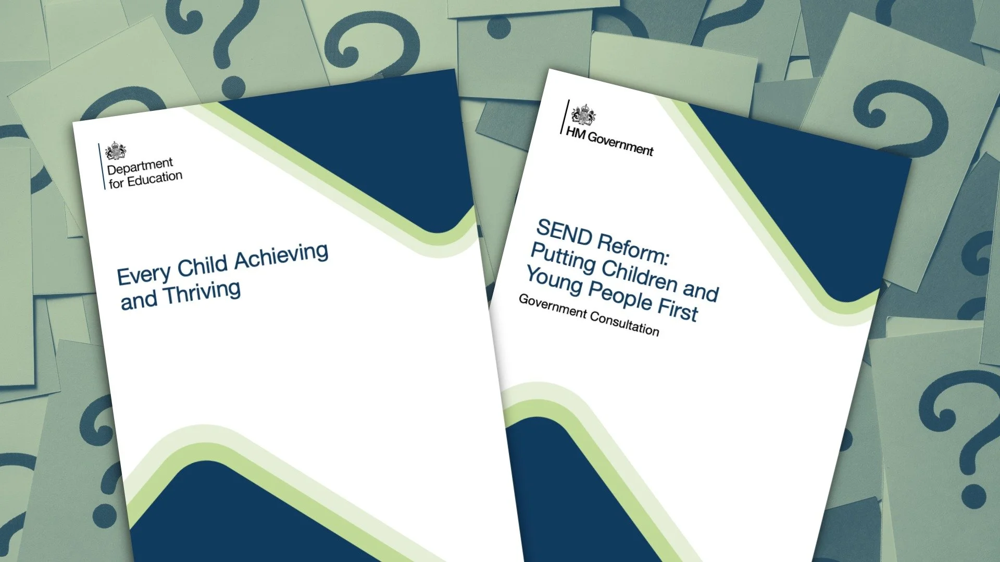 Department
for Education
Every Child Achieving
and Thriving
HM Government
SEND Reform:
Putting Children and
Young People First
Government Consultation